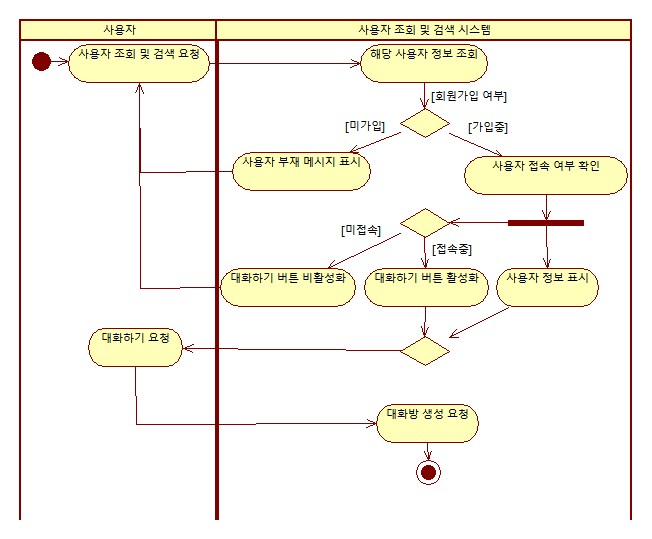 사용자
사용자 조회 및 검색 시스템
사용자 조회 및 검색 요청
해당 사용자 정보 조회
[회원가입 여부]
[미가입]
[가입중]
사용자 부재 메시지 표시
사용자 접속 여부 확인
[미접속]
[접속중]
대화하기 버튼 비활성화
대화하기 버튼 활성화
사용자 정보 표시
대화하기 요청
대화방 생성 요청